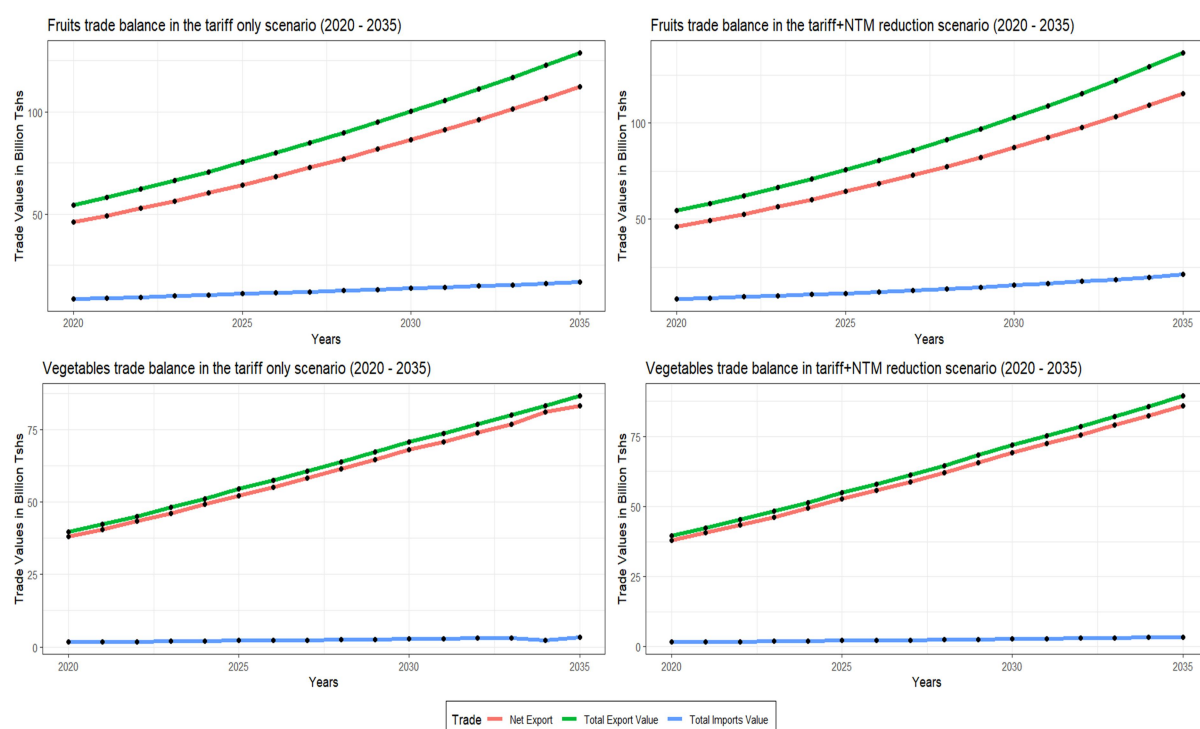 Fruits trade balance in the tariff only scenario (2020 - 2035)
Trade Values in Billion Tshs
100
50
2020
2025
2030
2035
Years
Fruits trade balance in the tariff+NTM reduction scenario (2020 - 2035)
Trade Values in Billion Tshs
100
50
2020
2025
2030
2035
Years
Vegetables trade balance in the tariff only scenario (2020 - 2035)
Trade Values in Billion Tshs
75
50
25
0
2020
2025
2030
2035
Years
Vegetables trade balance in tariff+NTM reduction scenario (2020 - 2035)
Trade Values in Billion Tshs
75
50
25
0
2020
2025
2030
2035
Years
Trade Net Export Total Export Value Total Imports Value